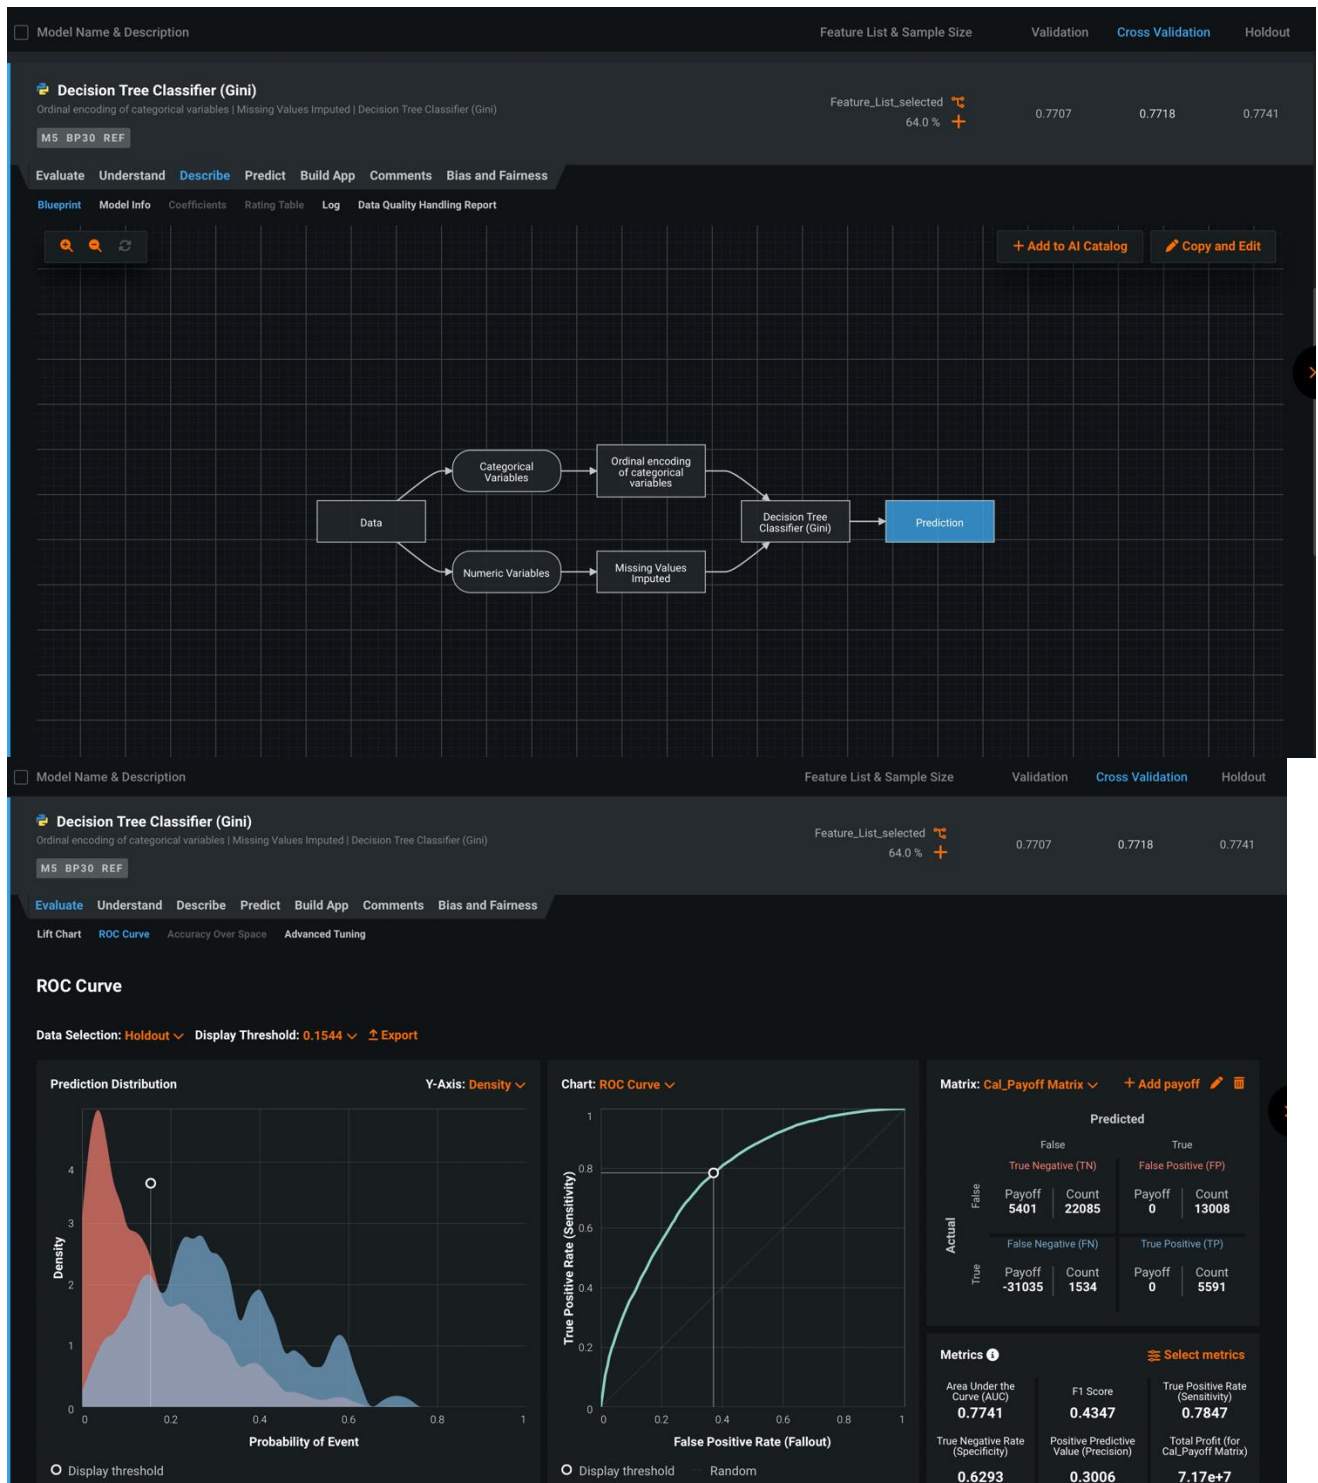 Model Name & Description Feature List & Sample Size Validation Cross Validation Holdout
Decision Tree Classifier (Gini)
Ordinal encoding of categorical variables | Missing Values Imputed | Decision Tree Classifier (Gini)
M5 BP30 REF
Feature_List_selected
64.0 %
0.7707 0.7718 0.7741
Evaluate Understand Describe Predict Build App Comments Bias and Fairness
Blueprint Model Info Coefficients Rating Table Log Data Quality Handling Report
+ Add to AI Catalog Copy and Edit
Data
Categorical
Variables
Ordinal encoding
of categorical
variables
Numeric Variables
Missing Values
Imputed
Decision Tree
Classifier (Gini)
Prediction
Model Name & Description Feature List & Sample Size Validation Cross Validation Holdout
Decision Tree Classifier (Gini)
Ordinal encoding of categorical variables | Missing Values Imputed | Decision Tree Classifier (Gini)
M5 BP30 REF
Feature_List_selected
64.0 %
0.7707 0.7718 0.7741
Evaluate Understand Describe Predict Build App Comments Bias and Fairness
Lift Chart ROC Curve Accuracy Over Space Advanced Tuning
ROC Curve
Data Selection: Holdout Display Threshold: 0.1544 Export
Prediction Distribution Y-Axis: Density
Density
4
3
2
1
0
0 0.2 0.4 0.6 0.8 1
Probability of Event
Display threshold
Chart: ROC Curve
True Positive Rate (Sensitivity)
1
0.8
0.6
0.4
0.2
0
0 0.2 0.4 0.6 0.8 1
False Positive Rate (Fallout)
Display threshold Random
Matrix: Cal_Payoff Matrix + Add payoff
Predicted
False True
Actual
False
True Negative (TN) False Positive (FP)
Payoff Count Payoff Count
5401 22085 0 13008
True
False Negative (FN) True Positive (TP)
Payoff Count Payoff Count
-31035 1534 0 5591
Metrics Select metrics
Area Under the
Curve (AUC)
0.7741
F1 Score
0.4347
True Positive Rate
(Sensitivity)
0.7847
True Negative Rate
(Specificity)
0.6293
Positive Predictive
Value (Precision)
0.3006
Total Profit (for
Cal_Payoff Matrix)
7.17e+7